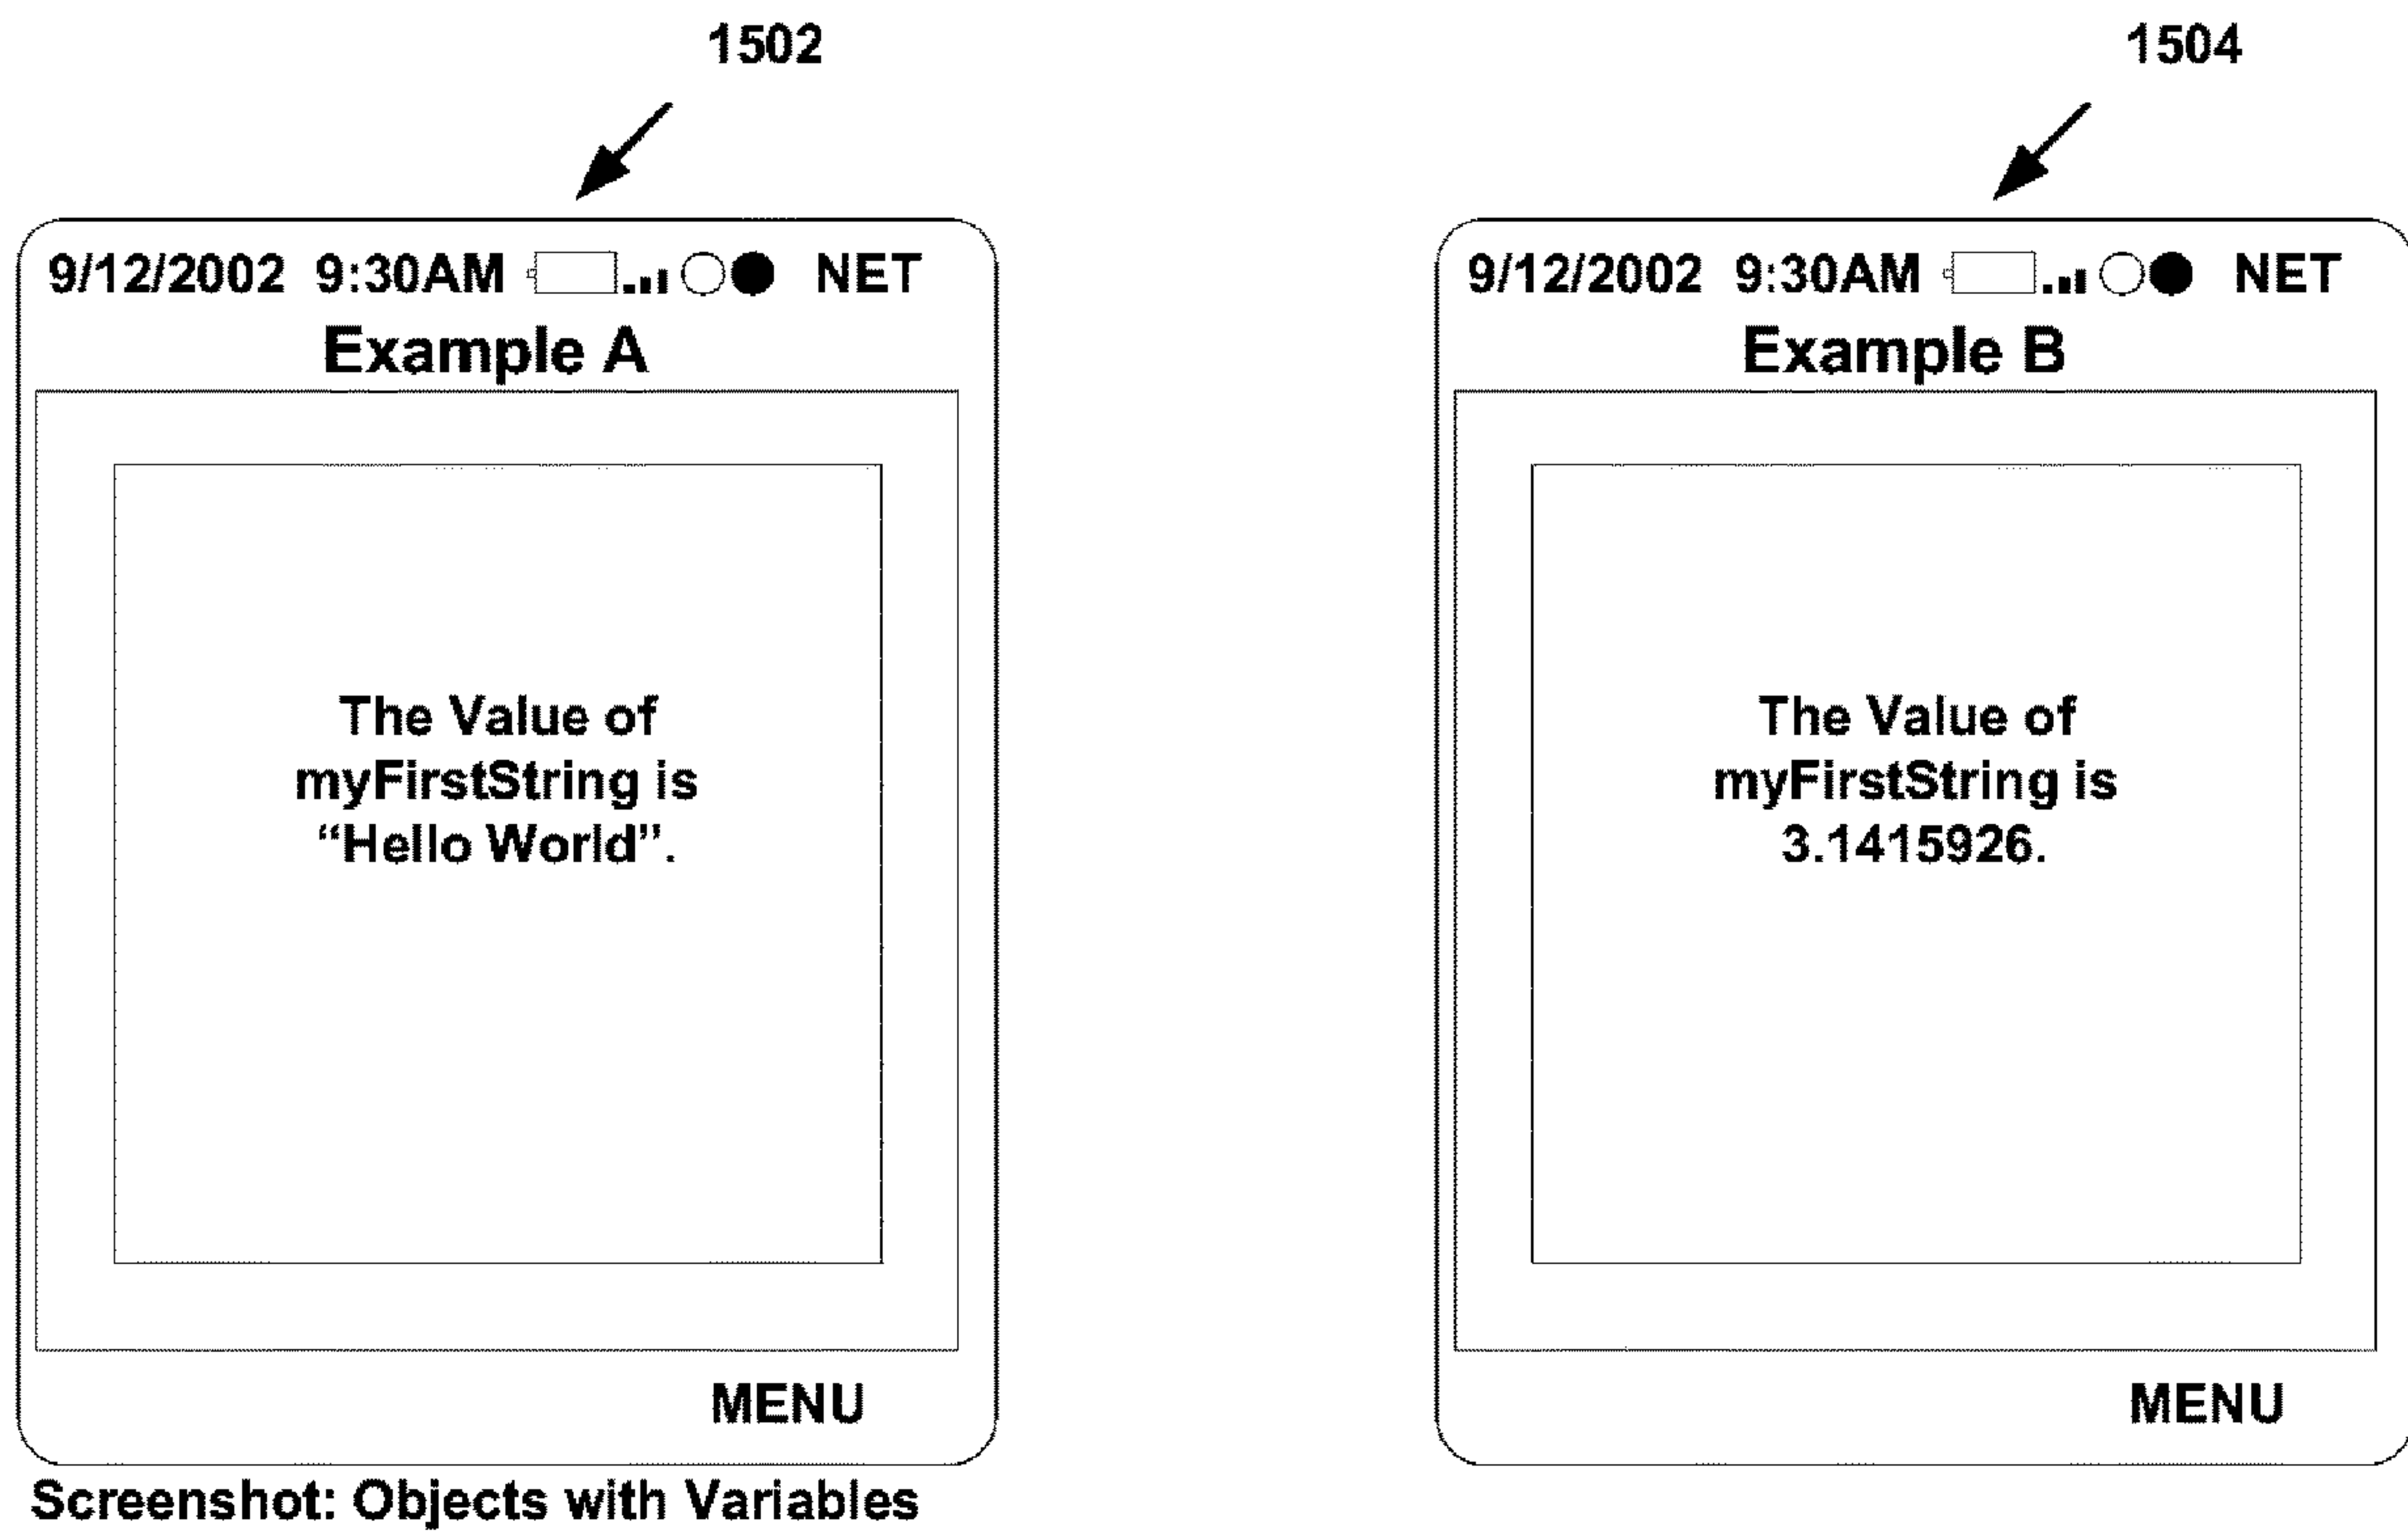 1502
9/12/2002 9:30AM NET
Example A
The Value of
myFirstString is
“Hello World”.
MENU
Screenshot: Objects with Variables
1504
9/12/2002 9:30AM NET
Example B
The Value of
myFirstString is
3.1415926.
MENU